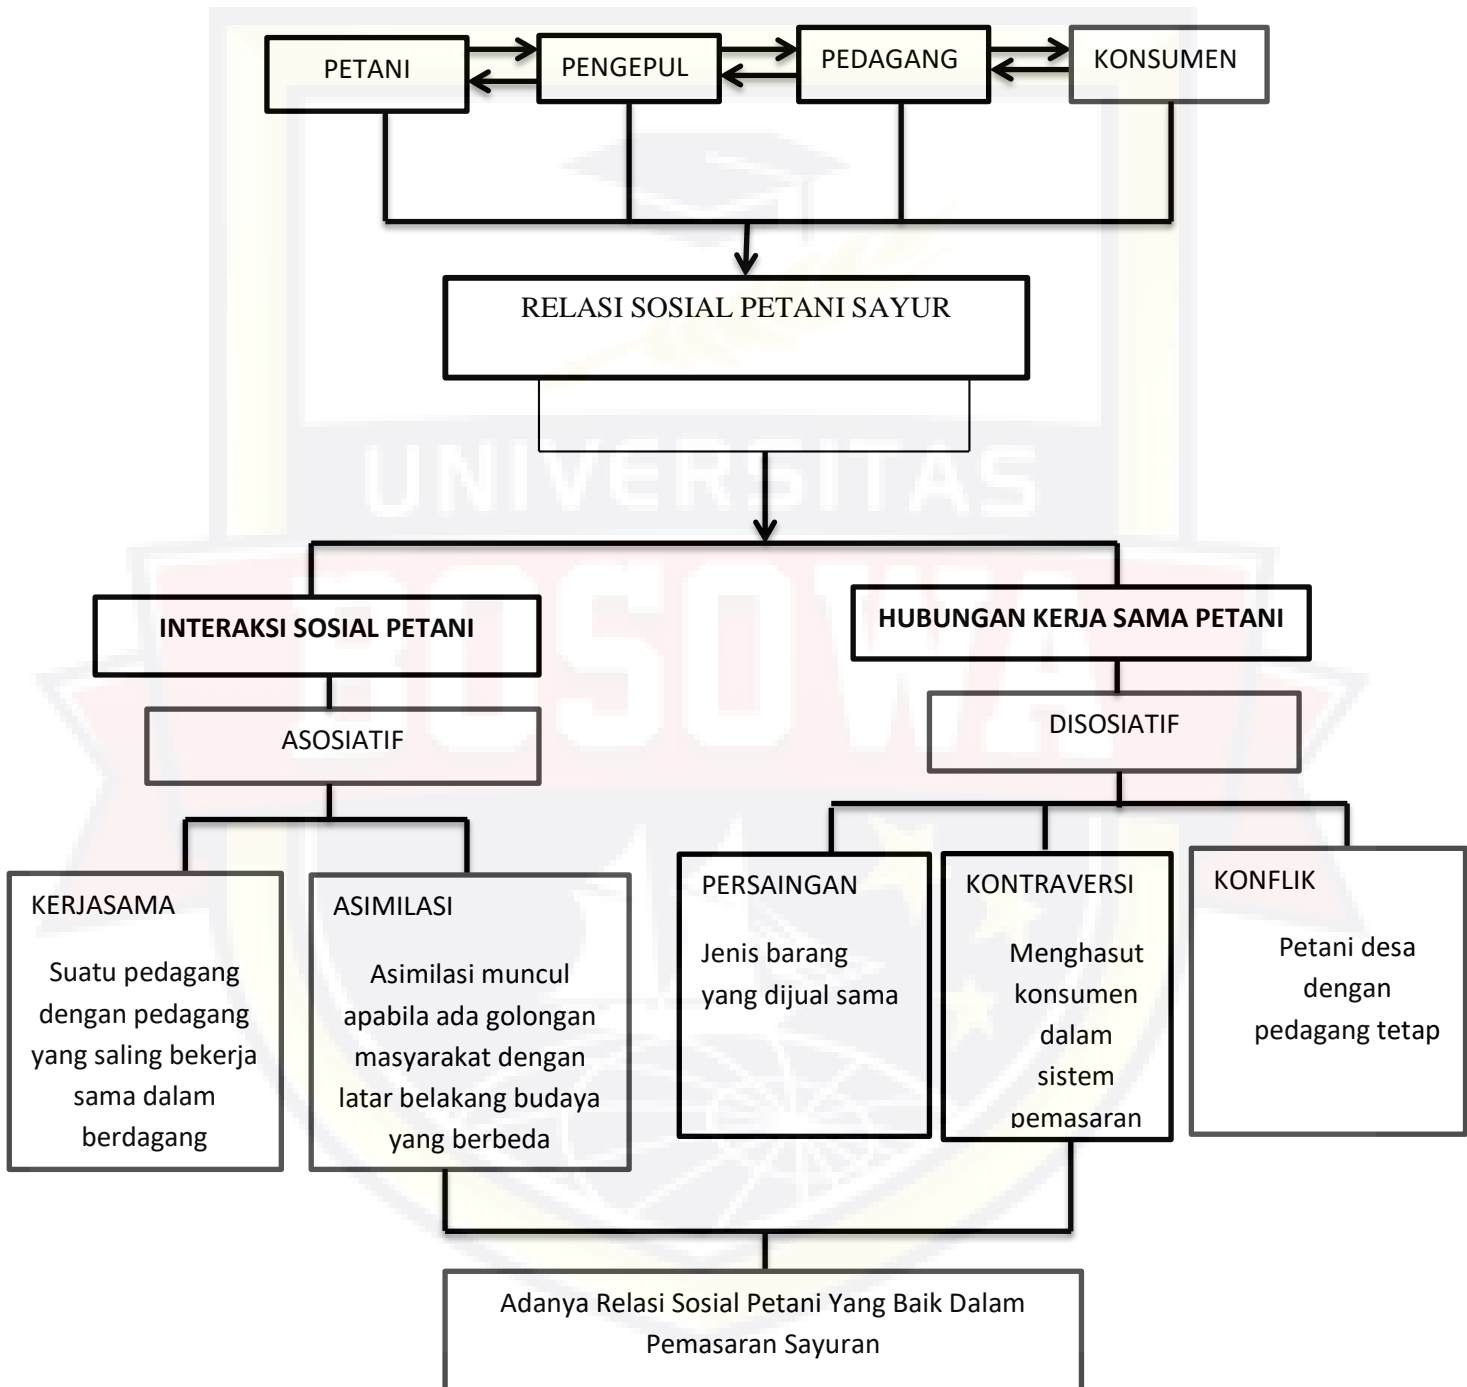 PETANI
PENGEPUL
PEDAGANG
KONSUMEN
RELASI SOSIAL PETANI SAYUR
UNIVERSITAS
BOSOWA
INTERAKSI SOSIAL PETANI
HUBUNGAN KERJA SAMA PETANI
ASOSIATIF
DISOSIATIF
KERJASAMA
Suatu pedagang
dengan pedagang
yang saling bekerja
sama dalam
berdagang
ASIMILASI
Asimilasi muncul
apabila ada golongan
masyarakat dengan
latar belakang budaya
yang berbeda
PERSAINGAN
Jenis barang
yang dijual sama
KONTRAVERSI
Menghasut
konsumen
dalam
sistem
pemasaran
KONFLIK
Petani desa
dengan
pedagang tetap
Adanya Relasi Sosial Petani Yang Baik Dalam
Pemasaran Sayuran